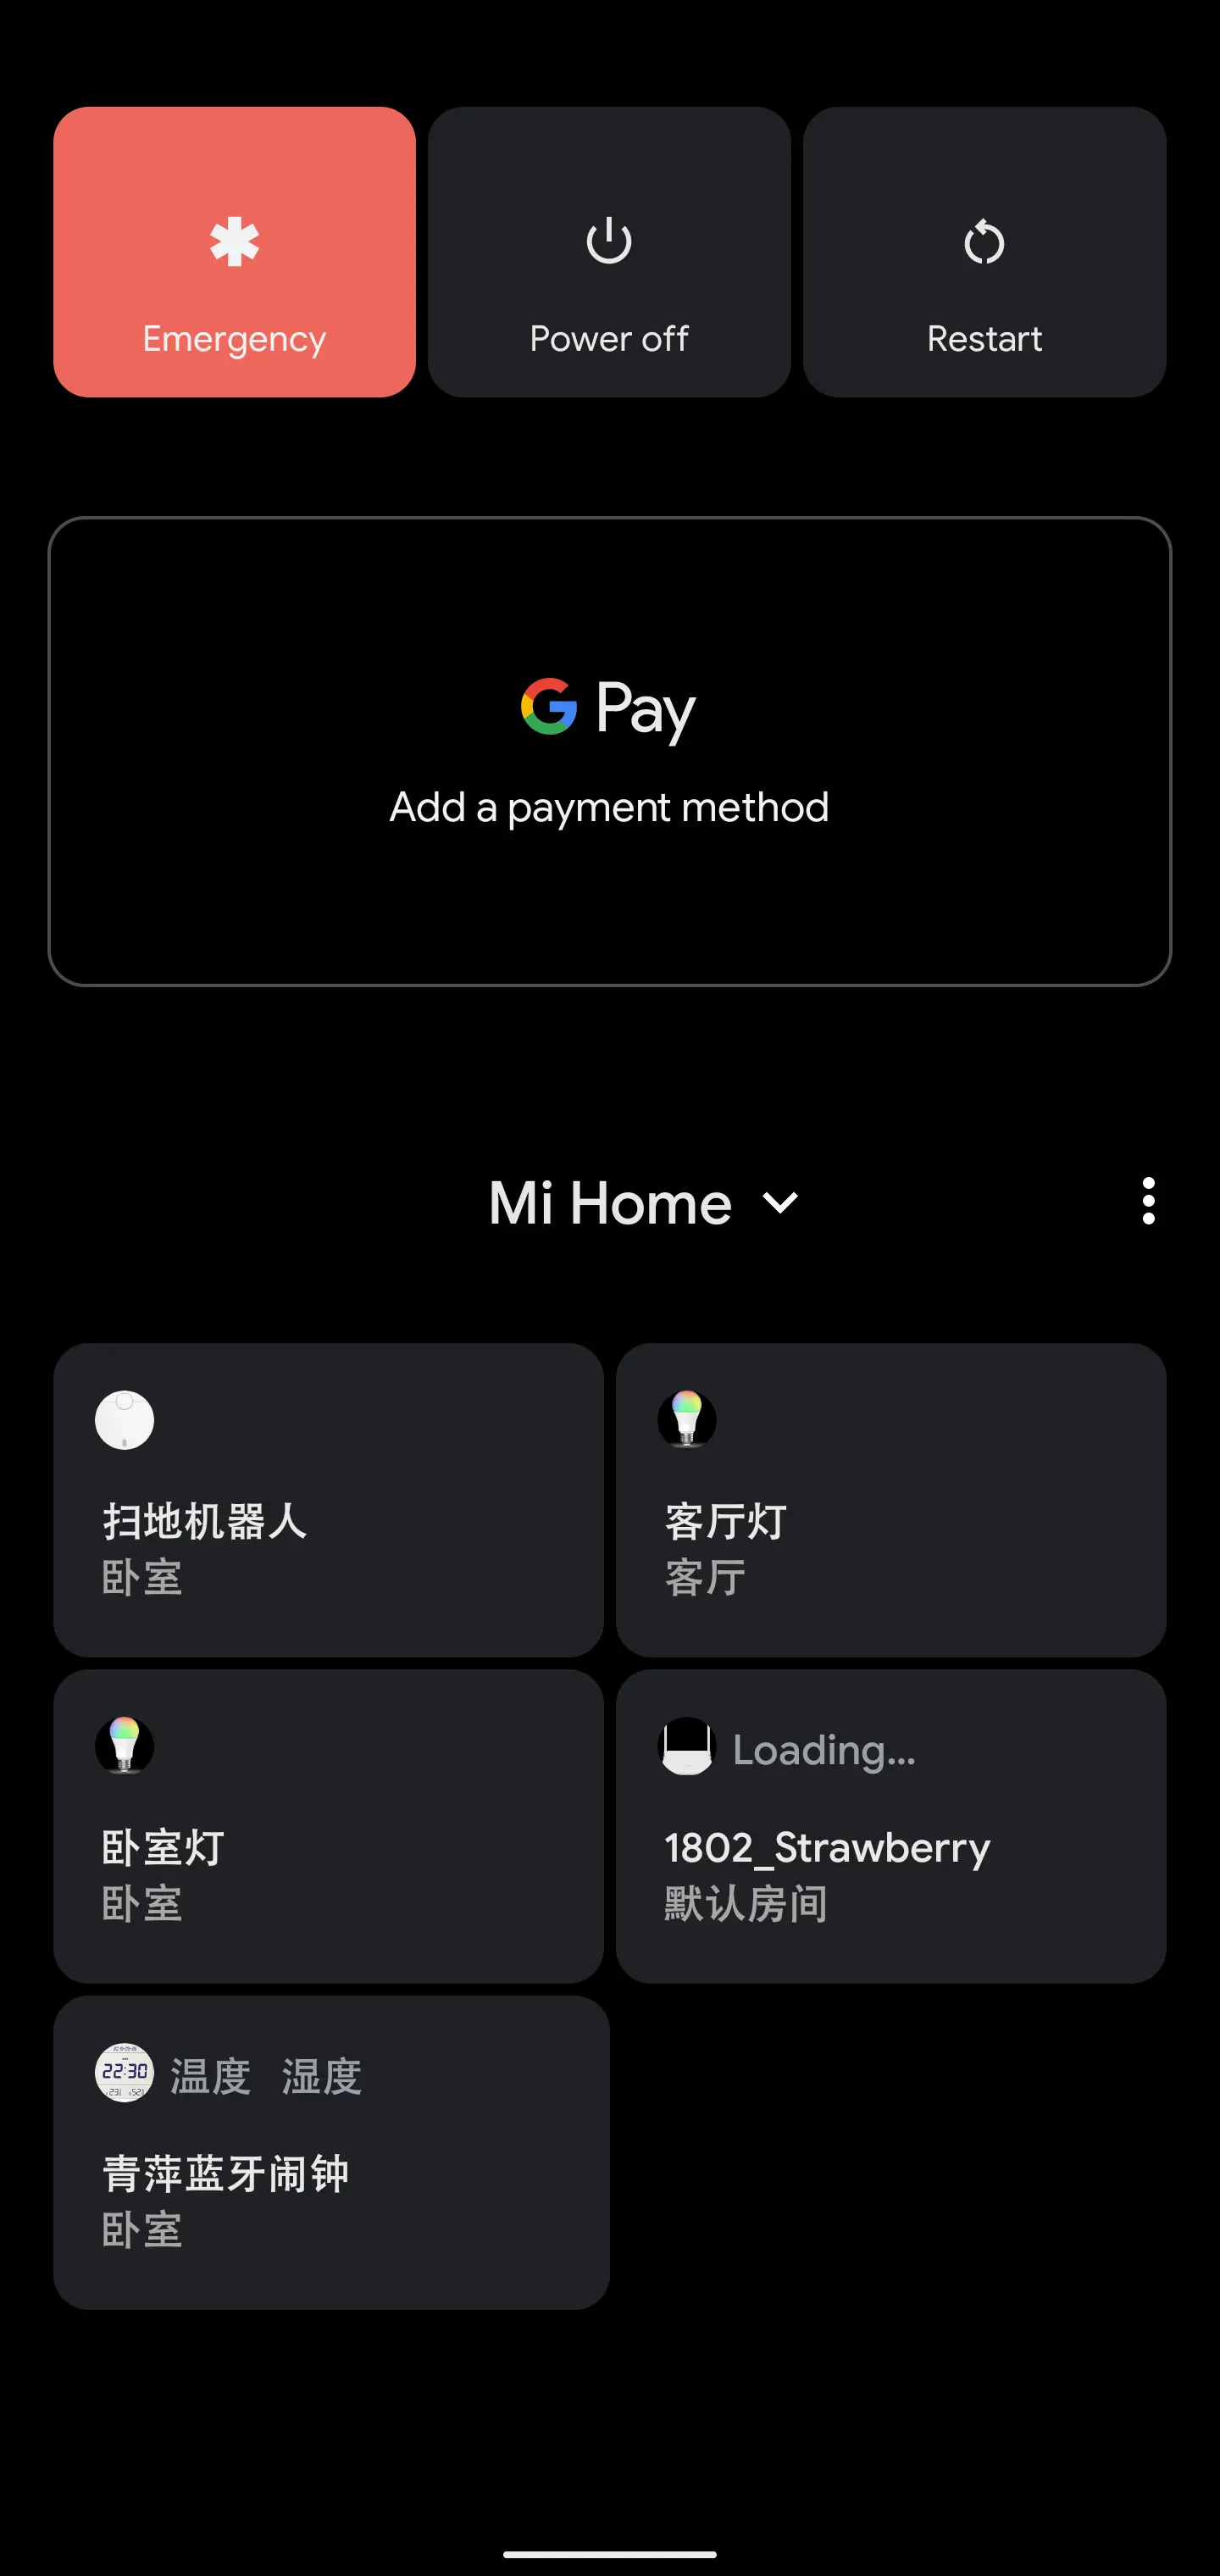 Emergency
Power off
Restart
G Pay
Add a payment method
Mi Home
扫地机器人
卧室
客厅灯
客厅
卧室灯
卧室
Loading...
1802_Strawberry
默认房间
22:30
温度 湿度
青萍蓝牙闹钟
卧室